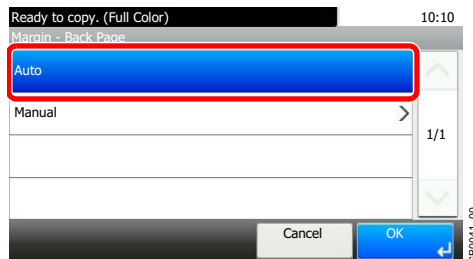 Ready to copy. (Full Color) 10:10
Margin - Back Page
Auto
Manual
1/1
Cancel OK